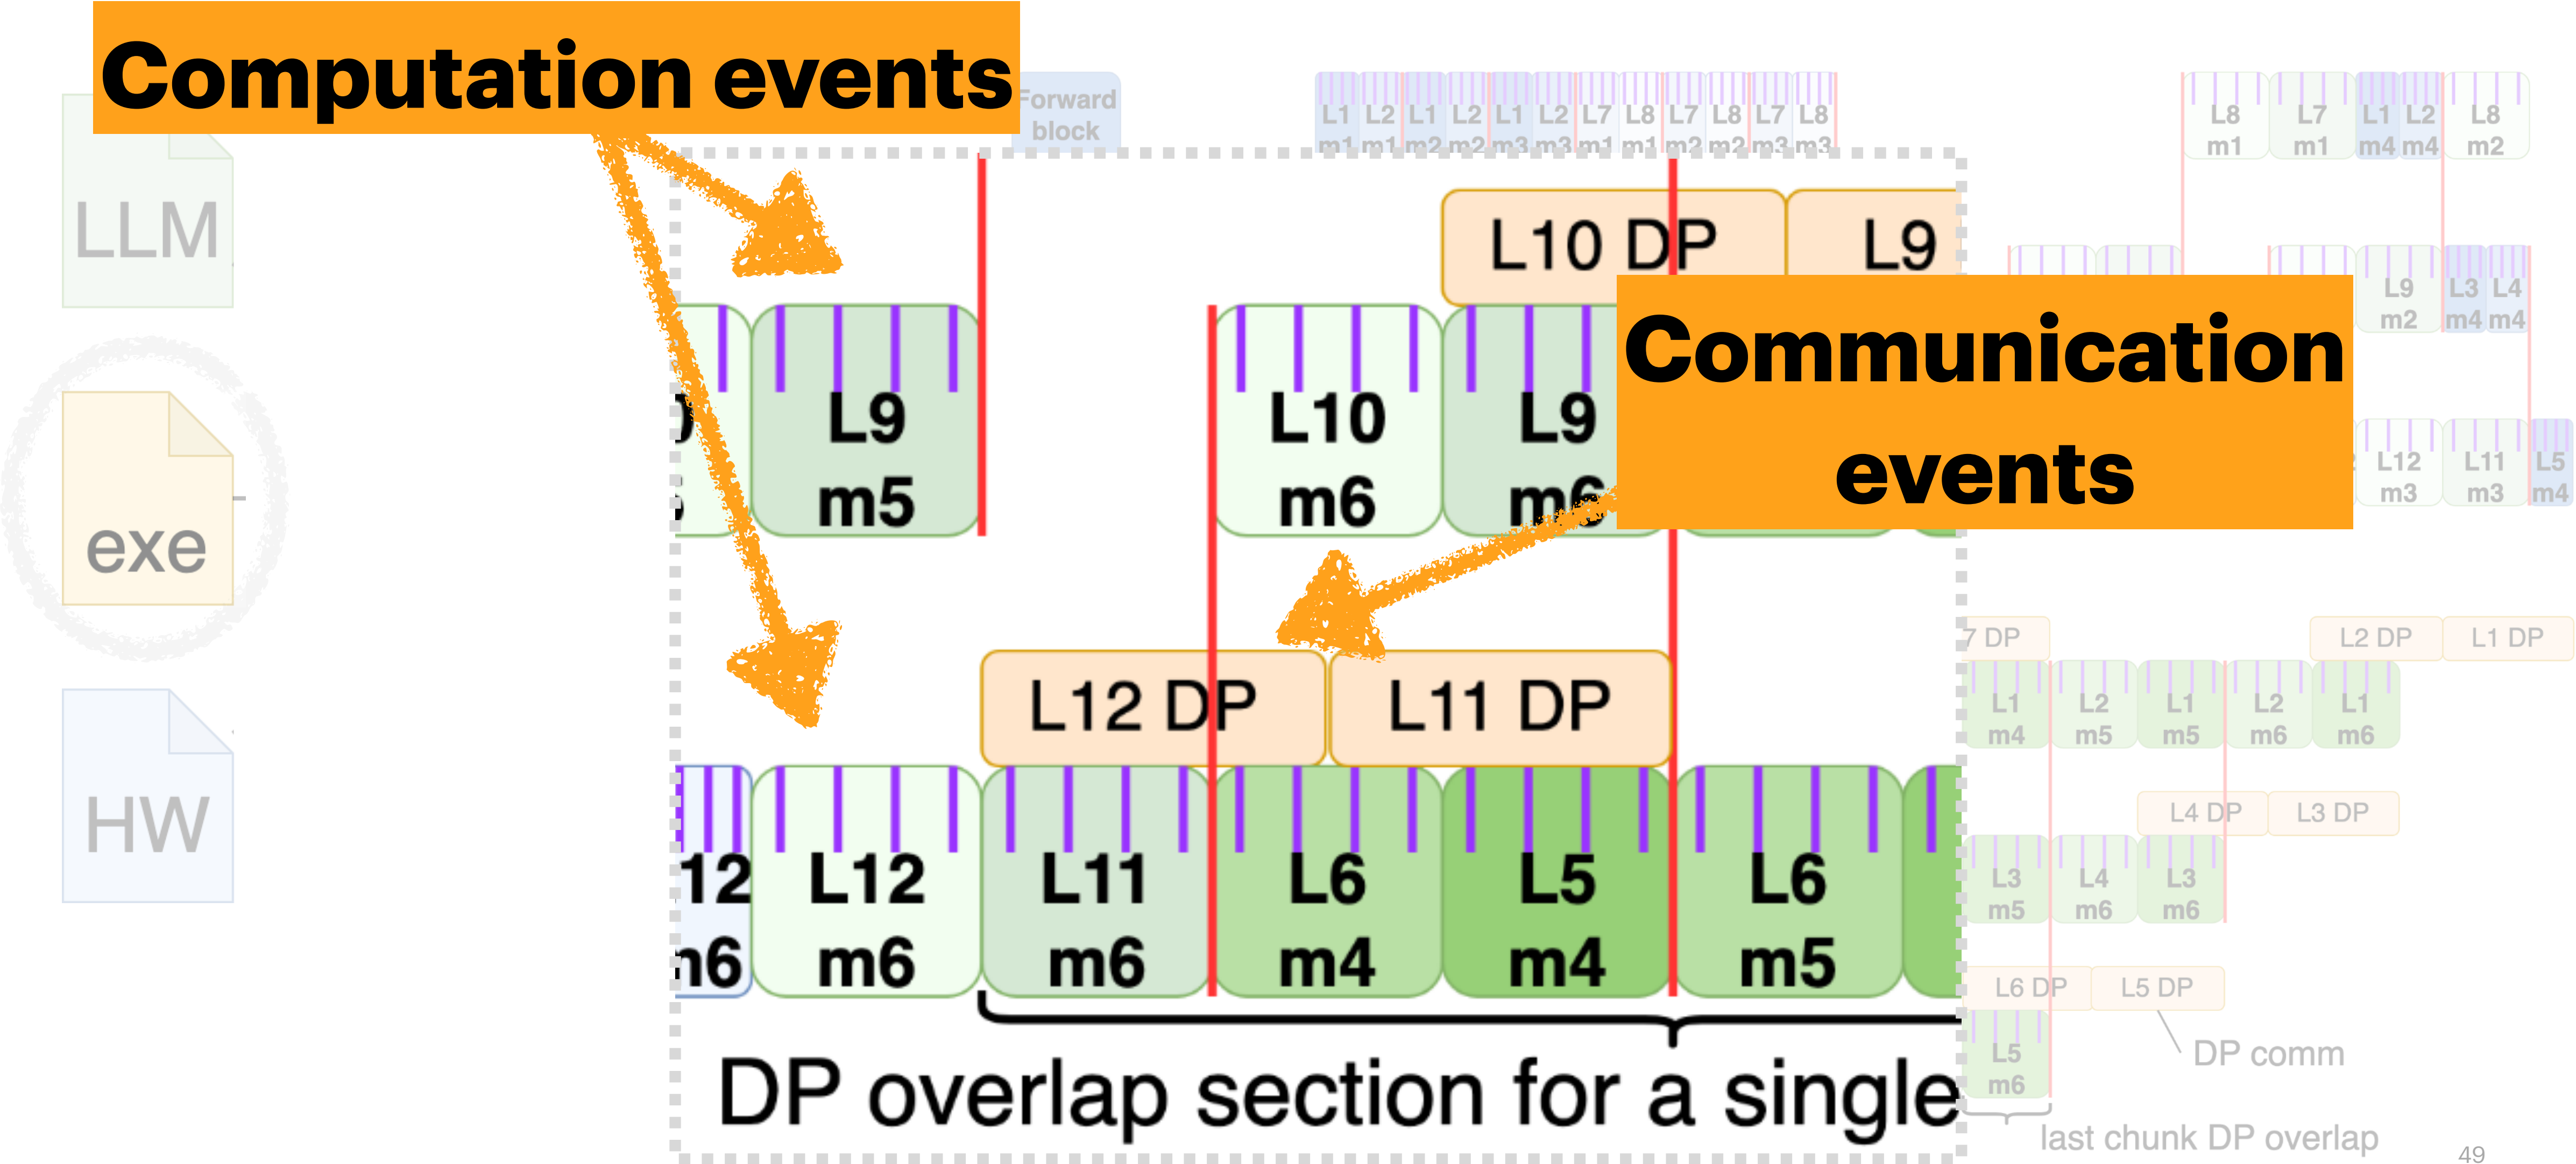 Computation events
Forward
block
L1 L2 L1 L2 L1 L2 L7 L8 L7 L8 L7 L8
m1 m1 m2 m2 m3 m3 m1 m1 m2 m2 m3 m3
L8 L7 L1 L2 L8
m1 m1 m4 m4 m2
LLM
L10 DP L9
L9 L3 L4
m2 m4 m4
Communication
events
L9 L10 L9
m5 m6 m6
L12 L11 L5
m3 m3 m4
exe
7 DP L2 DP L1 DP
L12 DP L11 DP
L1 L2 L1 L2 L1
m4 m5 m5 m6 m6
HW
L4 DP L3 DP
12 L12 L11 L6 L5 L6
m6 m6 m6 m4 m4 m5
L3 L4 L3
m5 m6 m6
L6 DP L5 DP
L5
m6
DP comm
DP overlap section for a single
last chunk DP overlap
49